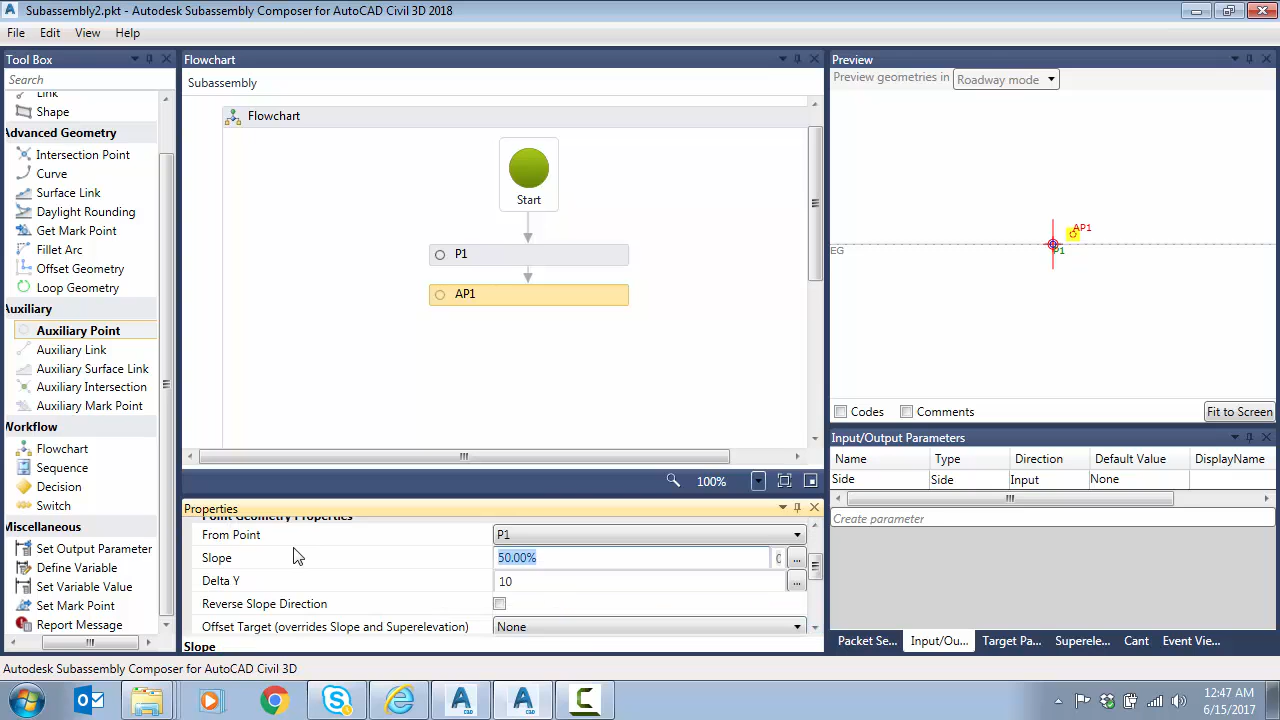 Subassembly2.pkt - Autodesk Subassembly Composer for AutoCAD Civil 3D 2018
File Edit View Help
Tool Box
Search
Link
Shape
Advanced Geometry
Intersection Point
Curve
Surface Link
Daylight Rounding
Get Mark Point
Fillet Arc
Offset Geometry
Loop Geometry
Auxiliary
Auxiliary Point
Auxiliary Link
Auxiliary Surface Link
Auxiliary Intersection
Auxiliary Mark Point
Workflow
Flowchart
Sequence
Decision
Switch
Miscellaneous
Set Output Parameter
Define Variable
Set Variable Value
Set Mark Point
Report Message
Flowchart
Subassembly
Flowchart
Start
P1
AP1
100%
Properties
Point Geometry Properties
From Point P1
Slope 50.00% ...
Delta Y 10 ...
Reverse Slope Direction
Offset Target (overrides Slope and Superelevation) None
Slope
Preview
Preview geometries in Roadway mode
AP1
P1
EG
Codes Comments Fit to Screen
Input/Output Parameters
Name Type Direction Default Value DisplayName
Side Side Input None
Create parameter
Packet Se... Input/Ou... Target Pa... Superele... Cant Event Vie...
Autodesk Subassembly Composer for AutoCAD Civil 3D
12:47 AM
6/15/2017